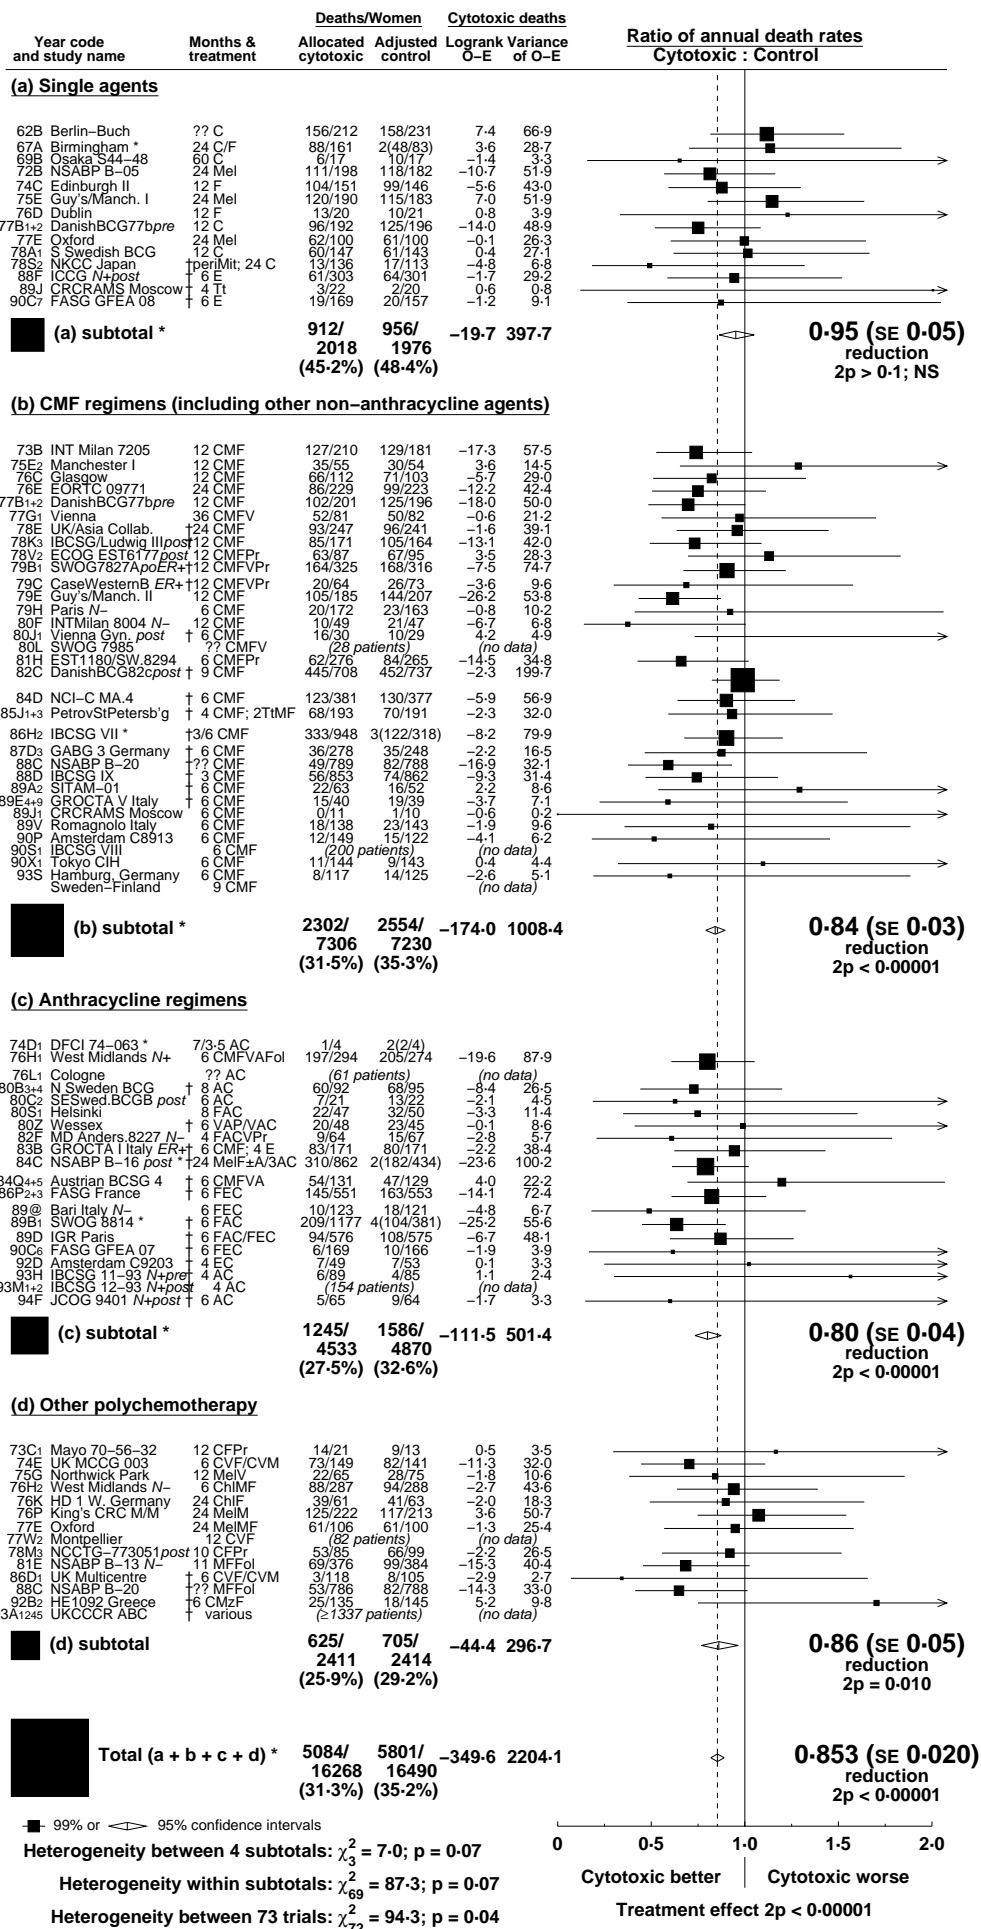 Deaths/Women Cytotoxic deaths
Year code and study name Months & treatment Allocated cytotoxic Adjusted control Logrank O–E Variance of O–E Ratio of annual death rates Cytotoxic : Control
(a) Single agents
62B Berlin–Buch ?? C 156/212 158/231 7·4 66·9
67A Birmingham * 24 C/F 88/161 2(48/83) 3·6 28·7
69B Osaka S44–48 60 C 6/17 10/17 –1·4 3·3
72B NSABP B–05 24 Mel 111/198 118/182 –10·7 51·9
74C Edinburgh II 12 F 104/151 99/146 –5·6 43·0
75E Guy's/Manch. I 24 Mel 120/190 115/183 7·0 51·9
76D Dublin 12 F 13/20 10/21 0·8 3·9
77B1+2 DanishBCG77bpre 12 C 96/192 125/196 –14·0 48·9
77E Oxford 24 Mel 62/100 61/100 –0·1 26·3
78A1 S Swedish BCG 12 C 60/147 61/143 0·4 27·1
78S2 NKCC Japan †periMit; 24 C 13/136 17/113 –4·8 6·8
88F ICCG N+post † 6 E 61/303 64/301 –1·7 29·2
89J CRCRAMS Moscow † 4 Tt 3/22 2/20 0·6 0·8
90C7 FASG GFEA 08 † 6 E 19/169 20/157 –1·2 9·1
(a) subtotal * 912/ 956/ –19·7 397·7 0·95 (SE 0·05)
2018 1976 reduction
(45·2%) (48·4%) 2p > 0·1; NS
(b) CMF regimens (including other non–anthracycline agents)
73B INT Milan 7205 12 CMF 127/210 129/181 –17·3 57·5
75E2 Manchester I 12 CMF 35/55 30/54 3·6 14·5
76C Glasgow 12 CMF 66/112 71/103 –5·7 29·0
76E EORTC 09771 24 CMF 86/229 99/223 –12·2 42·4
77B1+2 DanishBCG77bpre 12 CMF 102/201 125/196 –18·0 50·0
77G1 Vienna 36 CMFV 52/81 50/82 –0·6 21·2
78E UK/Asia Collab. †24 CMF 93/247 96/241 –1·6 39·1
78K3 IBCSG/Ludwig IIIpost †12 CMF 85/171 105/164 –13·1 42·0
78V2 ECOG EST6177post 12 CMFPr 63/87 67/95 3·5 28·3
79B1 SWOG7827ApoER+ †12 CMFVPr 164/325 168/316 –7·5 74·7
79C CaseWesternB ER+ †12 CMFVPr 20/64 26/73 –3·6 9·6
79E Guy's/Manch. II 12 CMF 105/185 144/207 –26·2 53·8
79H Paris N– 6 CMF 20/172 23/163 –0·8 10·2
80F INTMilan 8004 N– 12 CMF 10/49 21/47 –6·7 6·8
80J1 Vienna Gyn. post † 6 CMF 16/30 10/29 4·2 4·9
80L SWOG 7985 ?? CMFV (28 patients) (no data)
81H EST1180/SW.8294 6 CMFPr 62/276 84/265 –14·5 34·8
82C DanishBCG82cpost † 9 CMF 445/708 452/737 –2·3 199·7
84D NCI–C MA.4 † 6 CMF 123/381 130/377 –5·9 56·9
85J1+3 PetrovStPetersb'g † 4 CMF; 2TtMF 68/193 70/191 –2·3 32·0
86H2 IBCSG VII * †3/6 CMF 333/948 3(122/318) –8·2 79·9
87D3 GABG 3 Germany † 6 CMF 36/278 35/248 –2·2 16·5
88C NSABP B–20 †?? CMF 49/789 82/788 –16·9 32·1
88D IBCSG IX † 3 CMF 56/853 74/862 –9·3 31·4
89A2 SITAM–01 † 6 CMF 22/63 16/52 2·2 8·6
89E4+9 GROCTA V Italy † 6 CMF 15/40 19/39 –3·7 7·1
89J1 CRCRAMS Moscow 6 CMF 0/11 1/10 –0·6 0·2
89V Romagnolo Italy 6 CMF 18/138 23/143 –1·9 9·6
90P Amsterdam C8913 6 CMF 12/149 15/122 –4·1 6·2
90S1 IBCSG VIII 6 CMF (200 patients) (no data)
90X1 Tokyo CIH 6 CMF 11/144 9/143 0·4 4·4
93S Hamburg, Germany 6 CMF 8/117 14/125 –2·6 5·1
Sweden–Finland 9 CMF (no data)
(b) subtotal * 2302/ 2554/ –174·0 1008·4 0·84 (SE 0·03)
7306 7230 reduction
(31·5%) (35·3%) 2p < 0·00001
(c) Anthracycline regimens
74D1 DFCI 74–063 * 7/3·5 AC 1/4 2(2/4)
76H1 West Midlands N+ 6 CMFVAFol 197/294 205/274 –19·6 87·9
76L1 Cologne ?? AC (61 patients) (no data)
80B3+4 N Sweden BCG † 8 AC 60/92 68/95 –8·4 26·5
80C2 SESwed.BCGB post † 6 AC 7/21 13/22 –2·1 4·5
80S1 Helsinki 8 FAC 22/47 32/50 –3·3 11·4
80Z Wessex † 6 VAP/VAC 20/48 23/45 –0·1 8·6
82F MD Anders.8227 N– 4 FACVPr 9/64 15/67 –2·8 5·7
83B GROCTA I Italy ER+ † 6 CMF; 4 E 83/171 80/171 –2·2 38·4
84C NSABP B–16 post * †24 MelF±A/3AC 310/862 2(182/434) –23·6 100·2
84Q4+5 Austrian BCSG 4 † 6 CMFVA 54/131 47/129 4·0 22·2
86P2+3 FASG France † 6 FEC 145/551 163/553 –14·1 72·4
89@ Bari Italy N– 6 FEC 10/123 18/121 –4·8 6·7
89B1 SWOG 8814 * † 6 FAC 209/1177 4(104/381) –25·2 55·6
89D IGR Paris † 6 FAC/FEC 94/576 108/575 –6·7 48·1
90C6 FASG GFEA 07 † 6 FEC 6/169 10/166 –1·9 3·9
92D Amsterdam C9203 † 4 EC 7/49 7/53 0·1 3·3
93H IBCSG 11–93 N+pre † 4 AC 6/89 4/85 1·1 2·4
93M1+2 IBCSG 12–93 N+post 4 AC (154 patients) (no data)
94F JCOG 9401 N+post † 6 AC 5/65 9/64 –1·7 3·3
(c) subtotal * 1245/ 1586/ –111·5 501·4 0·80 (SE 0·04)
4533 4870 reduction
(27·5%) (32·6%) 2p < 0·00001
(d) Other polychemotherapy
73C1 Mayo 70–56–32 12 CFPr 14/21 9/13 0·5 3·5
74E UK MCCG 003 6 CVF/CVM 73/149 82/141 –11·3 32·0
75G Northwick Park 12 MelV 22/65 28/75 –1·8 10·6
76H2 West Midlands N– 6 ChlMF 88/287 94/288 –2·7 43·6
76K HD 1 W. Germany 24 ChlF 39/61 41/63 –2·0 18·3
76P King's CRC M/M 24 MelM 125/222 117/213 3·6 50·7
77E Oxford 24 MelMF 61/106 61/100 –1·3 25·4
77W2 Montpellier 12 CVF (82 patients) (no data)
78M3 NCCTG–773051post 10 CFPr 53/85 66/99 –2·2 26·5
81E NSABP B–13 N– 11 MFFol 69/376 99/384 –15·3 40·4
86D1 UK Multicentre † 6 CVF/CVM 3/118 8/105 –2·9 2·7
88C NSABP B–20 †?? MFFol 53/786 82/788 –14·3 33·0
92B2 HE1092 Greece †6 CMzF 25/135 18/145 5·2 9·8
3A1245 UKCCCR ABC † various (≥1337 patients) (no data)
(d) subtotal 625/ 705/ –44·4 296·7 0·86 (SE 0·05)
2411 2414 reduction
(25·9%) (29·2%) 2p = 0·010
Total (a + b + c + d) * 5084/ 5801/ –349·6 2204·1 0·853 (SE 0·020)
16268 16490 reduction
(31·3%) (35·2%) 2p < 0·00001
99% or 95% confidence intervals
0 0·5 1·0 1·5 2·0
Heterogeneity between 4 subtotals: χ²3 = 7·0; p = 0·07
Cytotoxic better Cytotoxic worse
Heterogeneity within subtotals: χ²69 = 87·3; p = 0·07
Treatment effect 2p < 0·00001
Heterogeneity between 73 trials: χ²72 = 94·3; p = 0·04